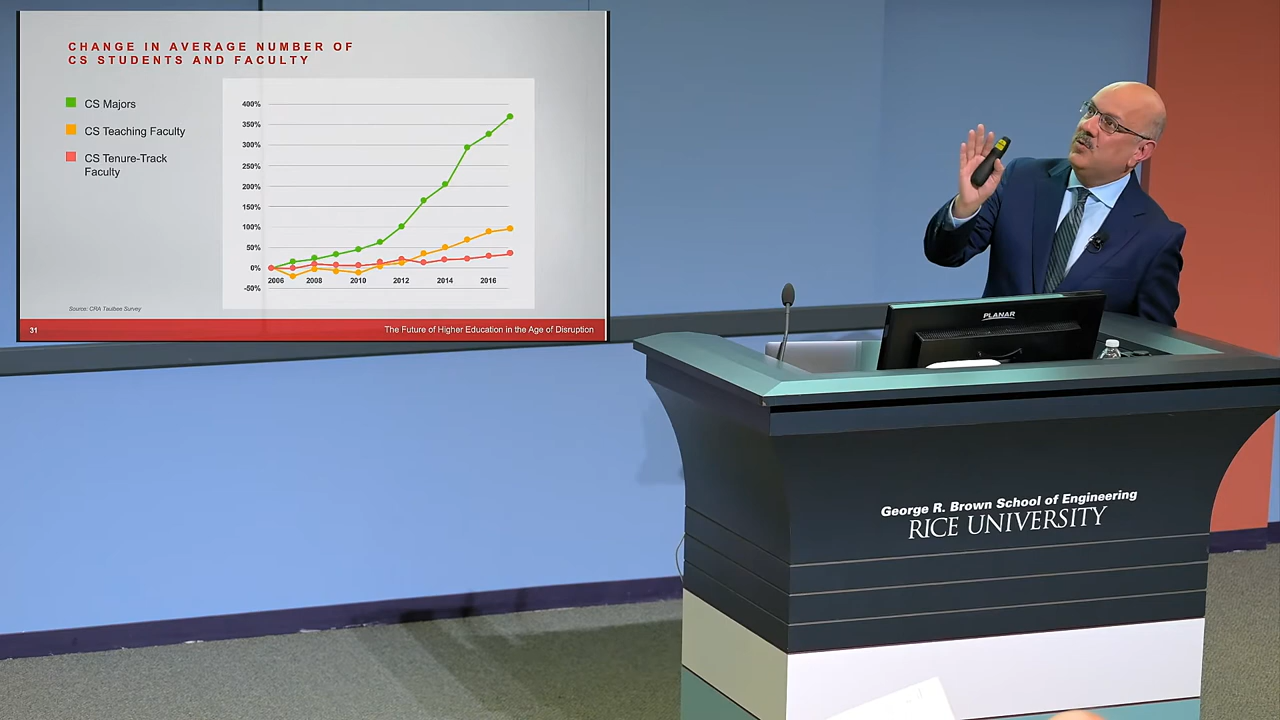 CHANGE IN AVERAGE NUMBER OF
CS STUDENTS AND FACULTY
CS Majors
CS Teaching Faculty
CS Tenure-Track
Faculty
400%
350%
300%
250%
200%
150%
100%
50%
0%
-50%
2006 2008 2010 2012 2014 2016
Source: CRA Taulbee Survey
31 The Future of Higher Education in the Age of Disruption
PLANAR
George R. Brown School of Engineering
RICE UNIVERSITY